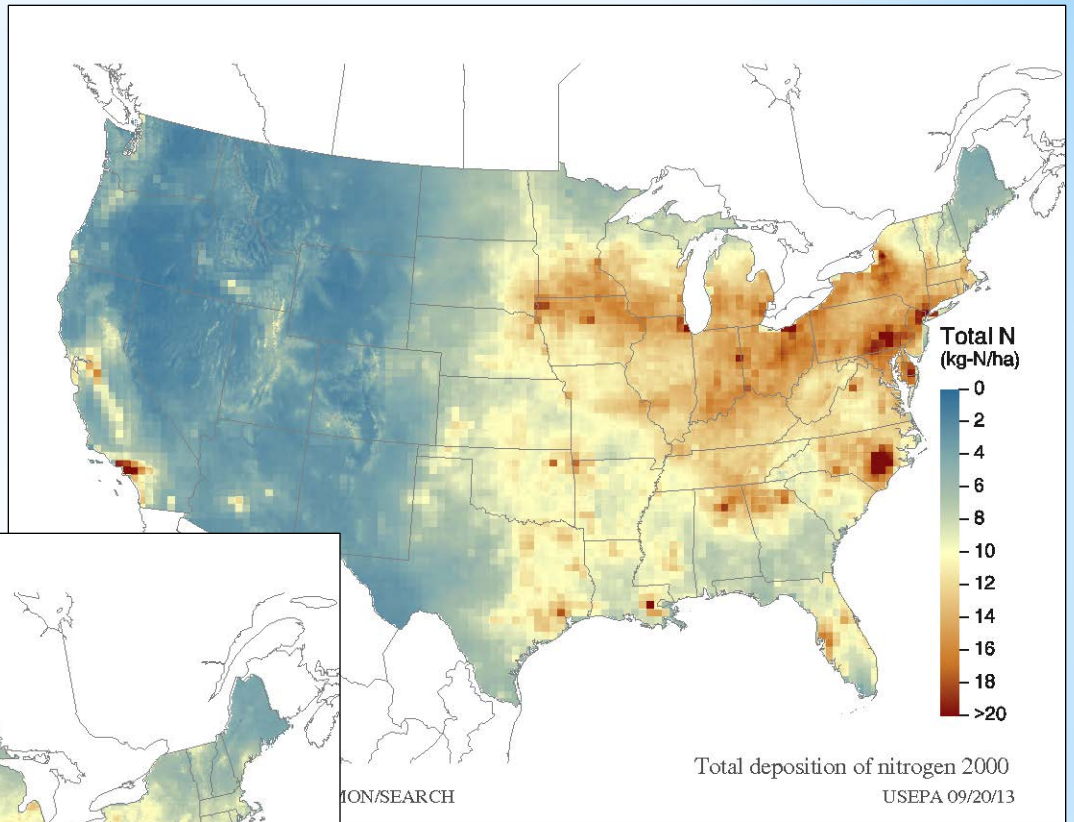 Total N
(kg-N/ha)
0
2
4
6
8
10
12
14
16
18
>20
Total deposition of nitrogen 2000
MON/SEARCH
USEPA 09/20/13